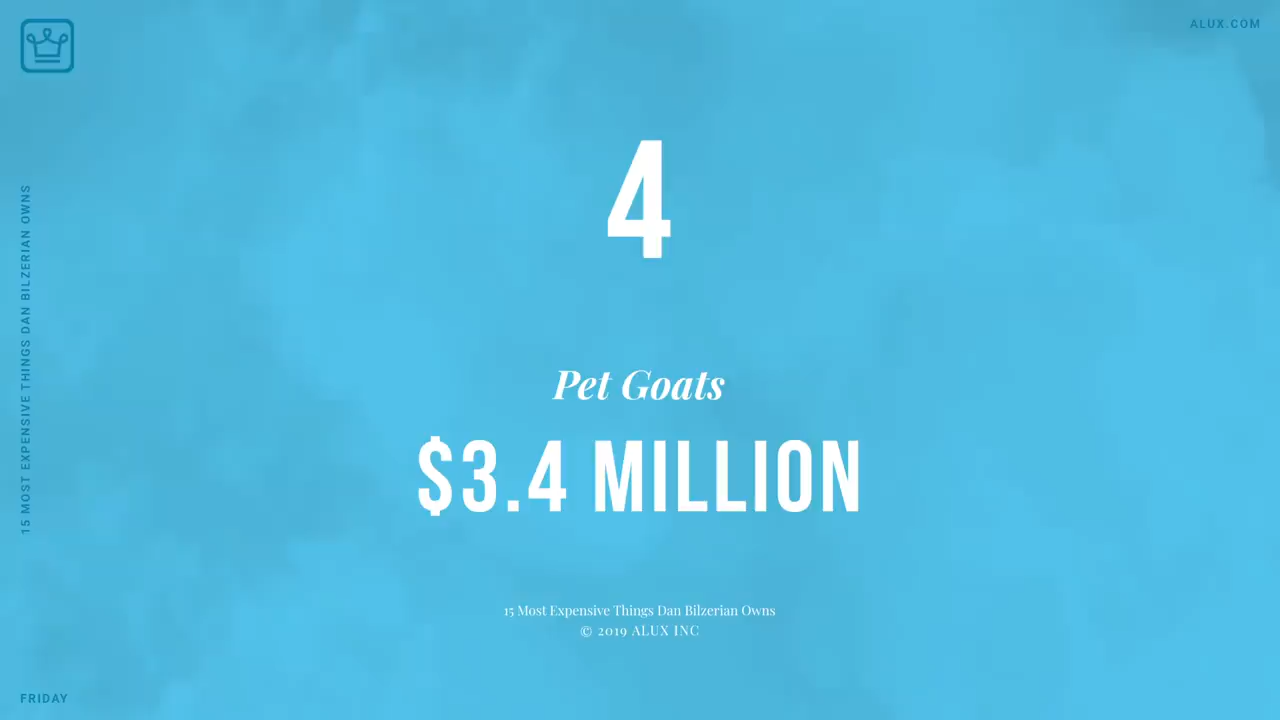 ALUX.COM
15 MOST EXPENSIVE THINGS DAN BILZERIAN OWNS
4
Pet Goats
$3.4 MILLION
15 Most Expensive Things Dan Bilzerian Owns
© 2019 ALUX INC
FRIDAY